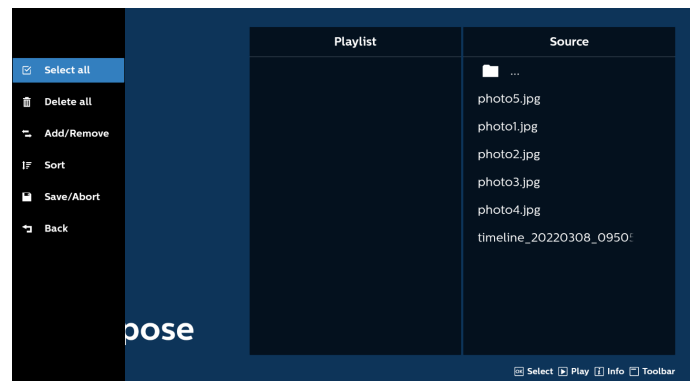 Select all
Delete all
Add/Remove
Sort
Save/Abort
Back
Playlist
Source
...
photo5.jpg
photo1.jpg
photo2.jpg
photo3.jpg
photo4.jpg
timeline_20220308_0950
pose
OK Select Play i Info Toolbar